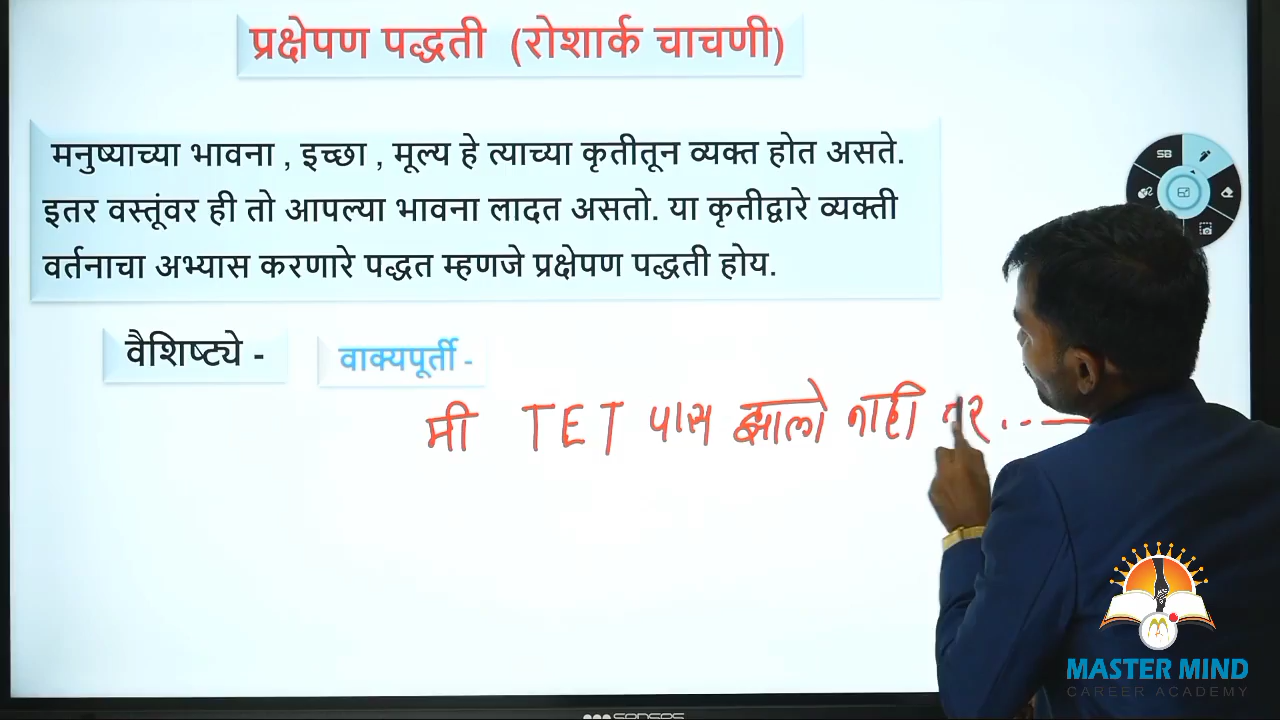 प्रक्षेपण पद्धती (रोशार्क चाचणी)
मनुष्याच्या भावना , इच्छा , मूल्य हे त्याच्या कृतीतून व्यक्त होत असते.
इतर वस्तूंवर ही तो आपल्या भावना लादत असतो. या कृतीद्वारे व्यक्ती
वर्तनाचा अभ्यास करणारे पद्धत म्हणजे प्रक्षेपण पद्धती होय.
वैशिष्ट्ये - वाक्यपूर्ती -
मी TET पास झालो नाही तर . . —
SB
MASTER MIND
CAREER ACADEMY